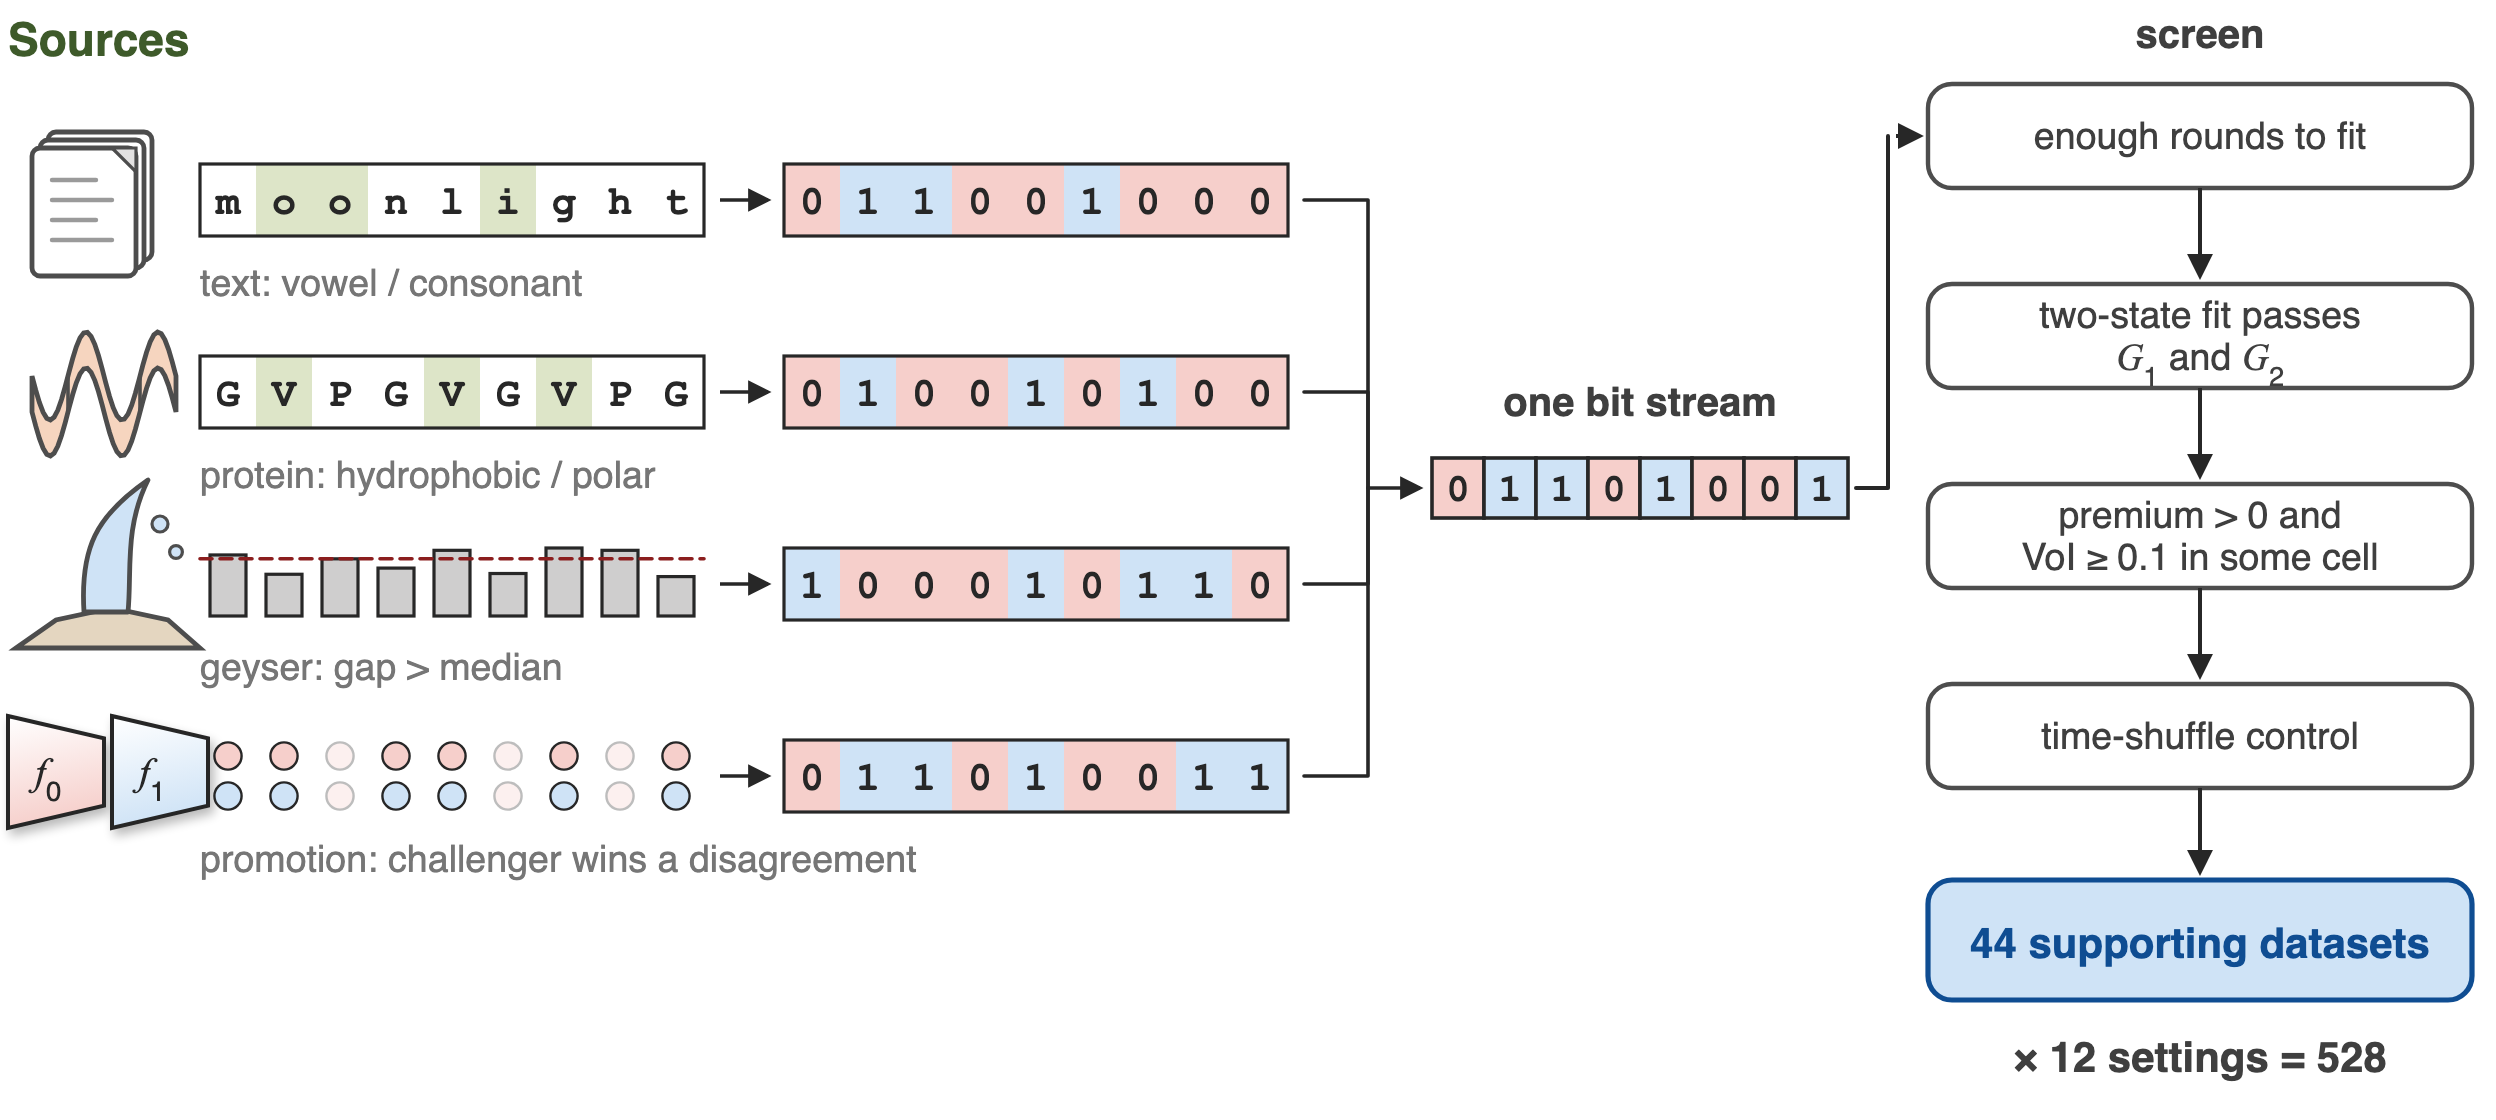 Sources
screen
m o o n l i g h t
0 1 1 0 0 1 0 0 0
text: vowel / consonant
G V P G V G V P G
0 1 0 0 1 0 1 0 0
protein: hydrophobic / polar
1 0 0 0 1 0 1 1 0
geyser: gap > median
f0 f1
0 1 1 0 1 0 0 1 1
promotion: challenger wins a disagreement
one bit stream
0 1 1 0 1 0 0 1
enough rounds to fit
two-state fit passes
G1 and G2
premium > 0 and
Vol ≥ 0.1 in some cell
time-shuffle control
44 supporting datasets
× 12 settings = 528